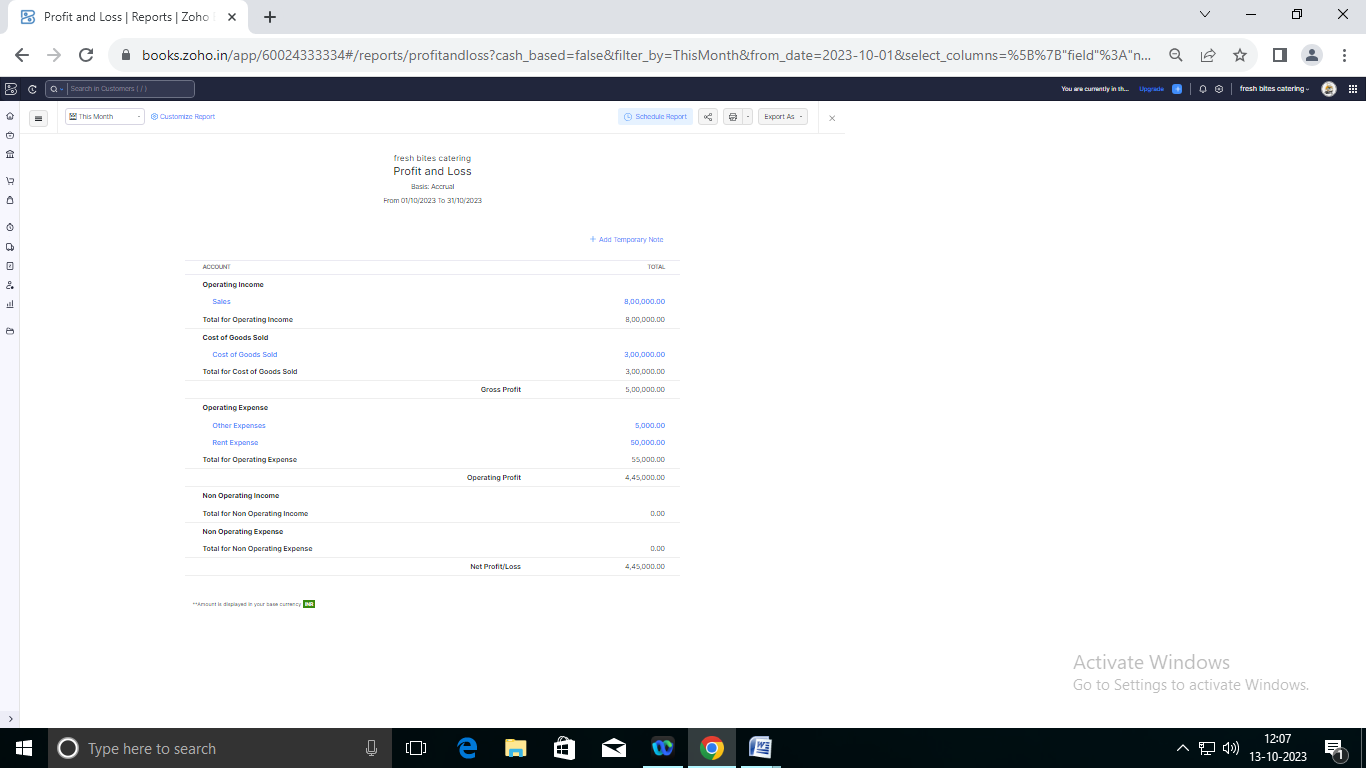 Profit and Loss | Reports | Zoho
books.zoho.in/app/60024333334#/reports/profitandloss?cash_based=false&filter_by=ThisMonth&from_date=2023-10-01&select_columns=%5B%7B"field"%3A"n...
Search in Customers ( / )
You are currently in th... Upgrade
fresh bites catering
This Month
Customize Report
Schedule Report
Export As
fresh bites catering
Profit and Loss
Basis: Accrual
From 01/10/2023 To 31/10/2023
+ Add Temporary Note
ACCOUNT TOTAL
Operating Income
Sales 8,00,000.00
Total for Operating Income 8,00,000.00
Cost of Goods Sold
Cost of Goods Sold 3,00,000.00
Total for Cost of Goods Sold 3,00,000.00
Gross Profit 5,00,000.00
Operating Expense
Other Expenses 5,000.00
Rent Expense 50,000.00
Total for Operating Expense 55,000.00
Operating Profit 4,45,000.00
Non Operating Income
Total for Non Operating Income 0.00
Non Operating Expense
Total for Non Operating Expense 0.00
Net Profit/Loss 4,45,000.00
**Amount is displayed in your base currency INR
Activate Windows
Go to Settings to activate Windows.
Type here to search
12:07
13-10-2023
1